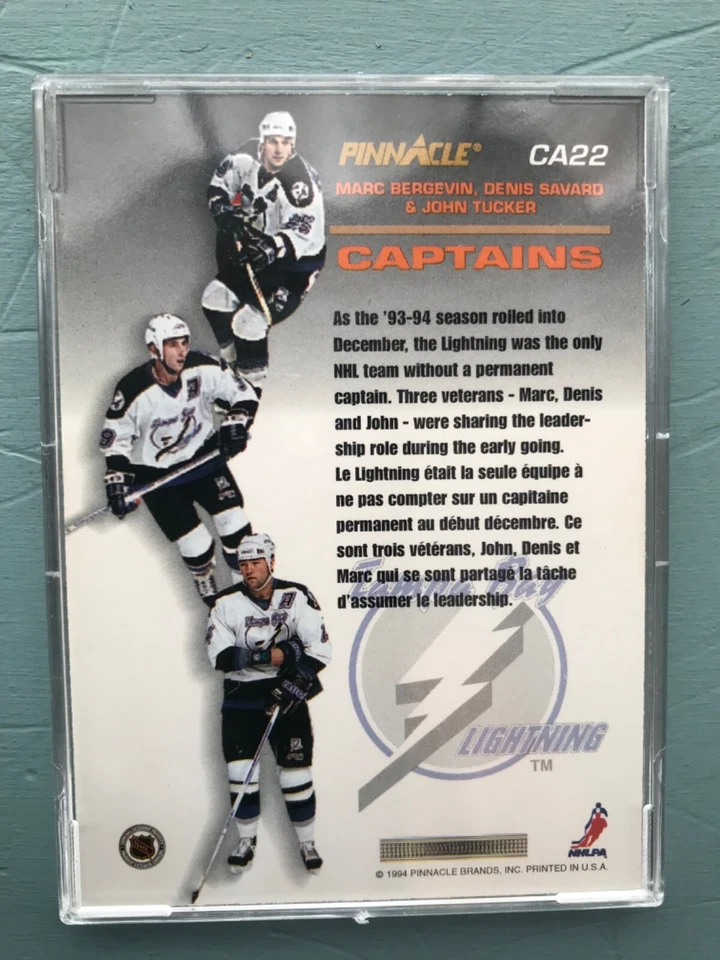 PINNACLE®
CA22
MARC BERGEVIN, DENIS SAVARD
& JOHN TUCKER
CAPTAINS
As the '93-94 season rolled into
December, the Lightning was the only
NHL team without a permanent
captain. Three veterans - Marc, Denis
and John - were sharing the leader-
ship role during the early going.
Le Lightning était la seule équipe à
ne pas compter sur un capitaine
permanent au début décembre. Ce
sont trois vétérans, John, Denis et
Marc qui se sont partagé la tâche
d'assumer le leadership.
Tampa Bay
LIGHTNING
TM
NHLPA
© 1994 PINNACLE BRANDS, INC. PRINTED IN U.S.A.